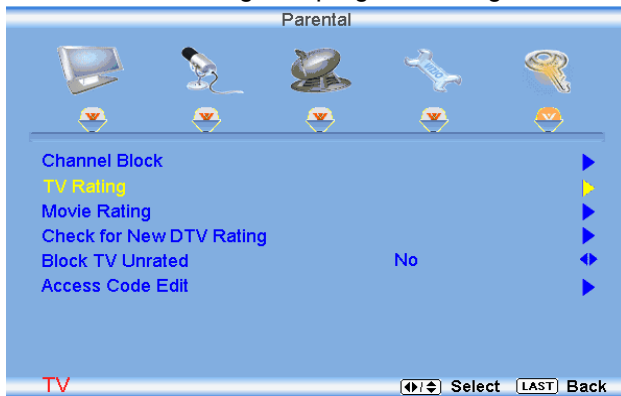 Parental
Channel Block
TV Rating
Movie Rating
Check for New DTV Rating
Block TV Unrated No
Access Code Edit
TV Select LAST Back